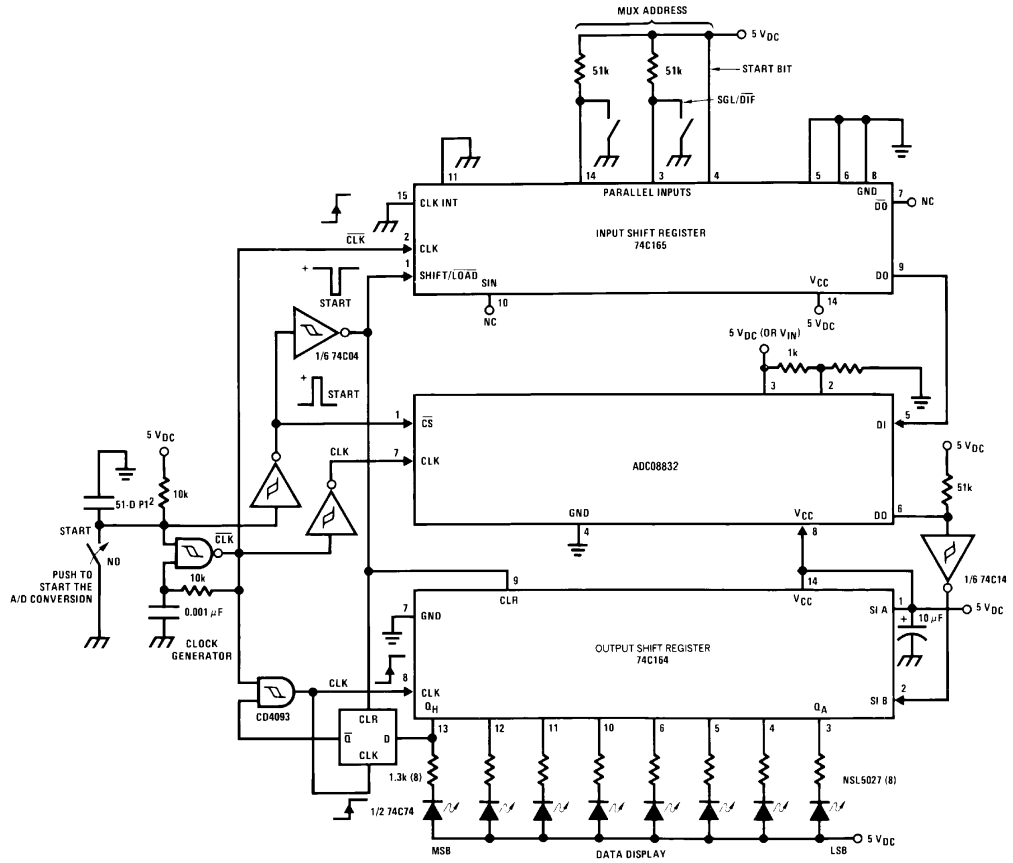 MUX ADDRESS
5 VDC
51k
51k
START BIT
SGL/DIF
11
14
3
4
5
6
8
PARALLEL INPUTS
GND
15
CLK INT
DO
7
NC
INPUT SHIFT REGISTER
74C165
CLK
2
CLK
1
SHIFT/LOAD
DO
9
SIN
VCC
10
NC
14
5 VDC
+
START
1/6 74C04
+
START
5 VDC (OR VIN)
1k
3
2
1
CS
DI
5
CLK
7
CLK
ADC08832
5 VDC
51k
5 VDC
10k
51-D P1²
GND
4
VCC
8
DO
6
START
NO
CLK
CLK
PUSH TO
START THE
A/D CONVERSION
10k
0.001 µF
CLOCK
GENERATOR
1/6 74C14
9
CLR
14
VCC
7
GND
SI A
1
+
10 µF
5 VDC
OUTPUT SHIFT REGISTER
74C164
CLK
8
CLK
QH
QA
SI B
2
CD4093
CLR
Q
D
CLK
13
12
11
10
6
5
4
3
1.3k (8)
NSL5027 (8)
1/2 74C74
5 VDC
MSB
DATA DISPLAY
LSB